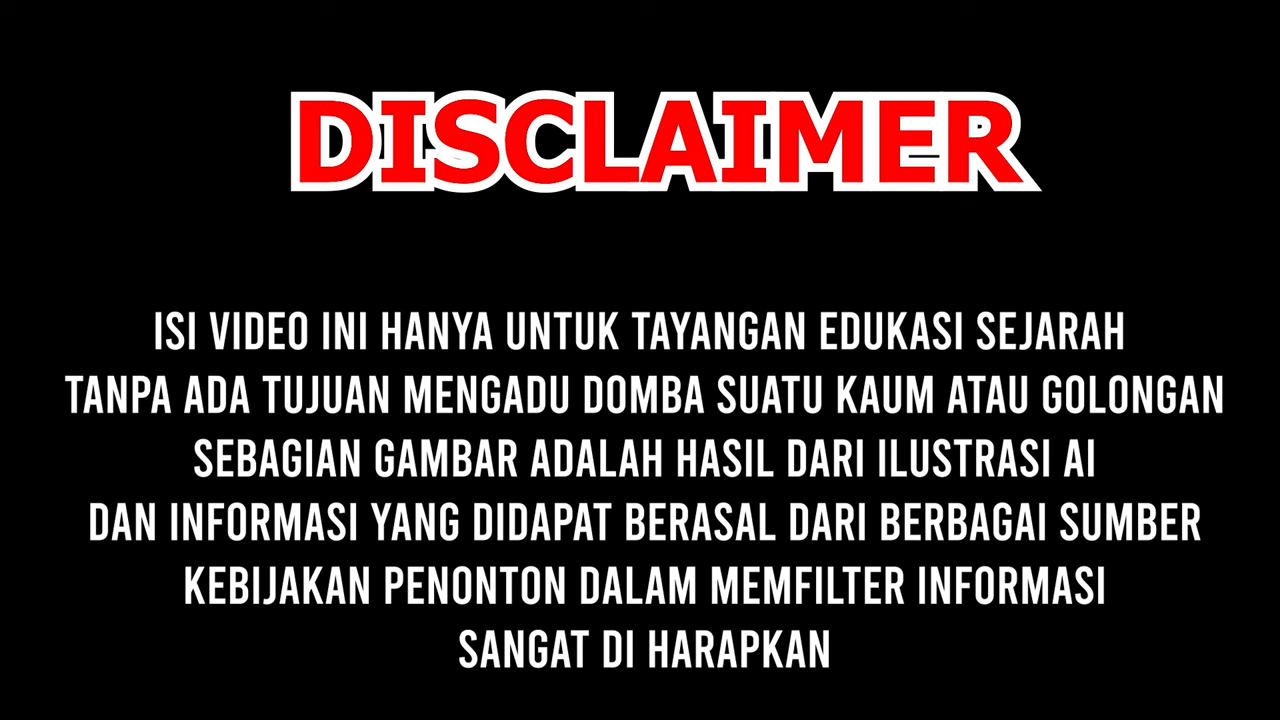 DISCLAIMER
ISI VIDEO INI HANYA UNTUK TAYANGAN EDUKASI SEJARAH
TANPA ADA TUJUAN MENGADU DOMBA SUATU KAUM ATAU GOLONGAN
SEBAGIAN GAMBAR ADALAH HASIL DARI ILUSTRASI AI
DAN INFORMASI YANG DIDAPAT BERASAL DARI BERBAGAI SUMBER
KEBIJAKAN PENONTON DALAM MEMFILTER INFORMASI
SANGAT DI HARAPKAN